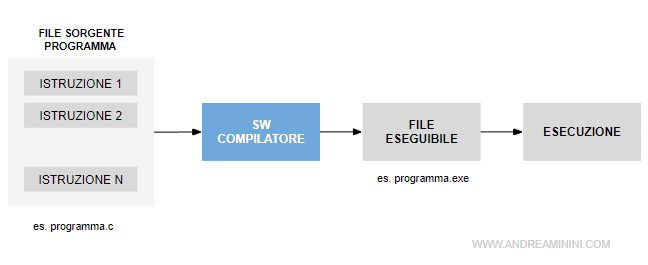 FILE SORGENTE
PROGRAMMA
ISTRUZIONE 1
ISTRUZIONE 2
ISTRUZIONE N
es. programma.c
SW
COMPILATORE
FILE
ESEGUIBILE
es. programma.exe
ESECUZIONE
WWW.ANDREAMININI.COM